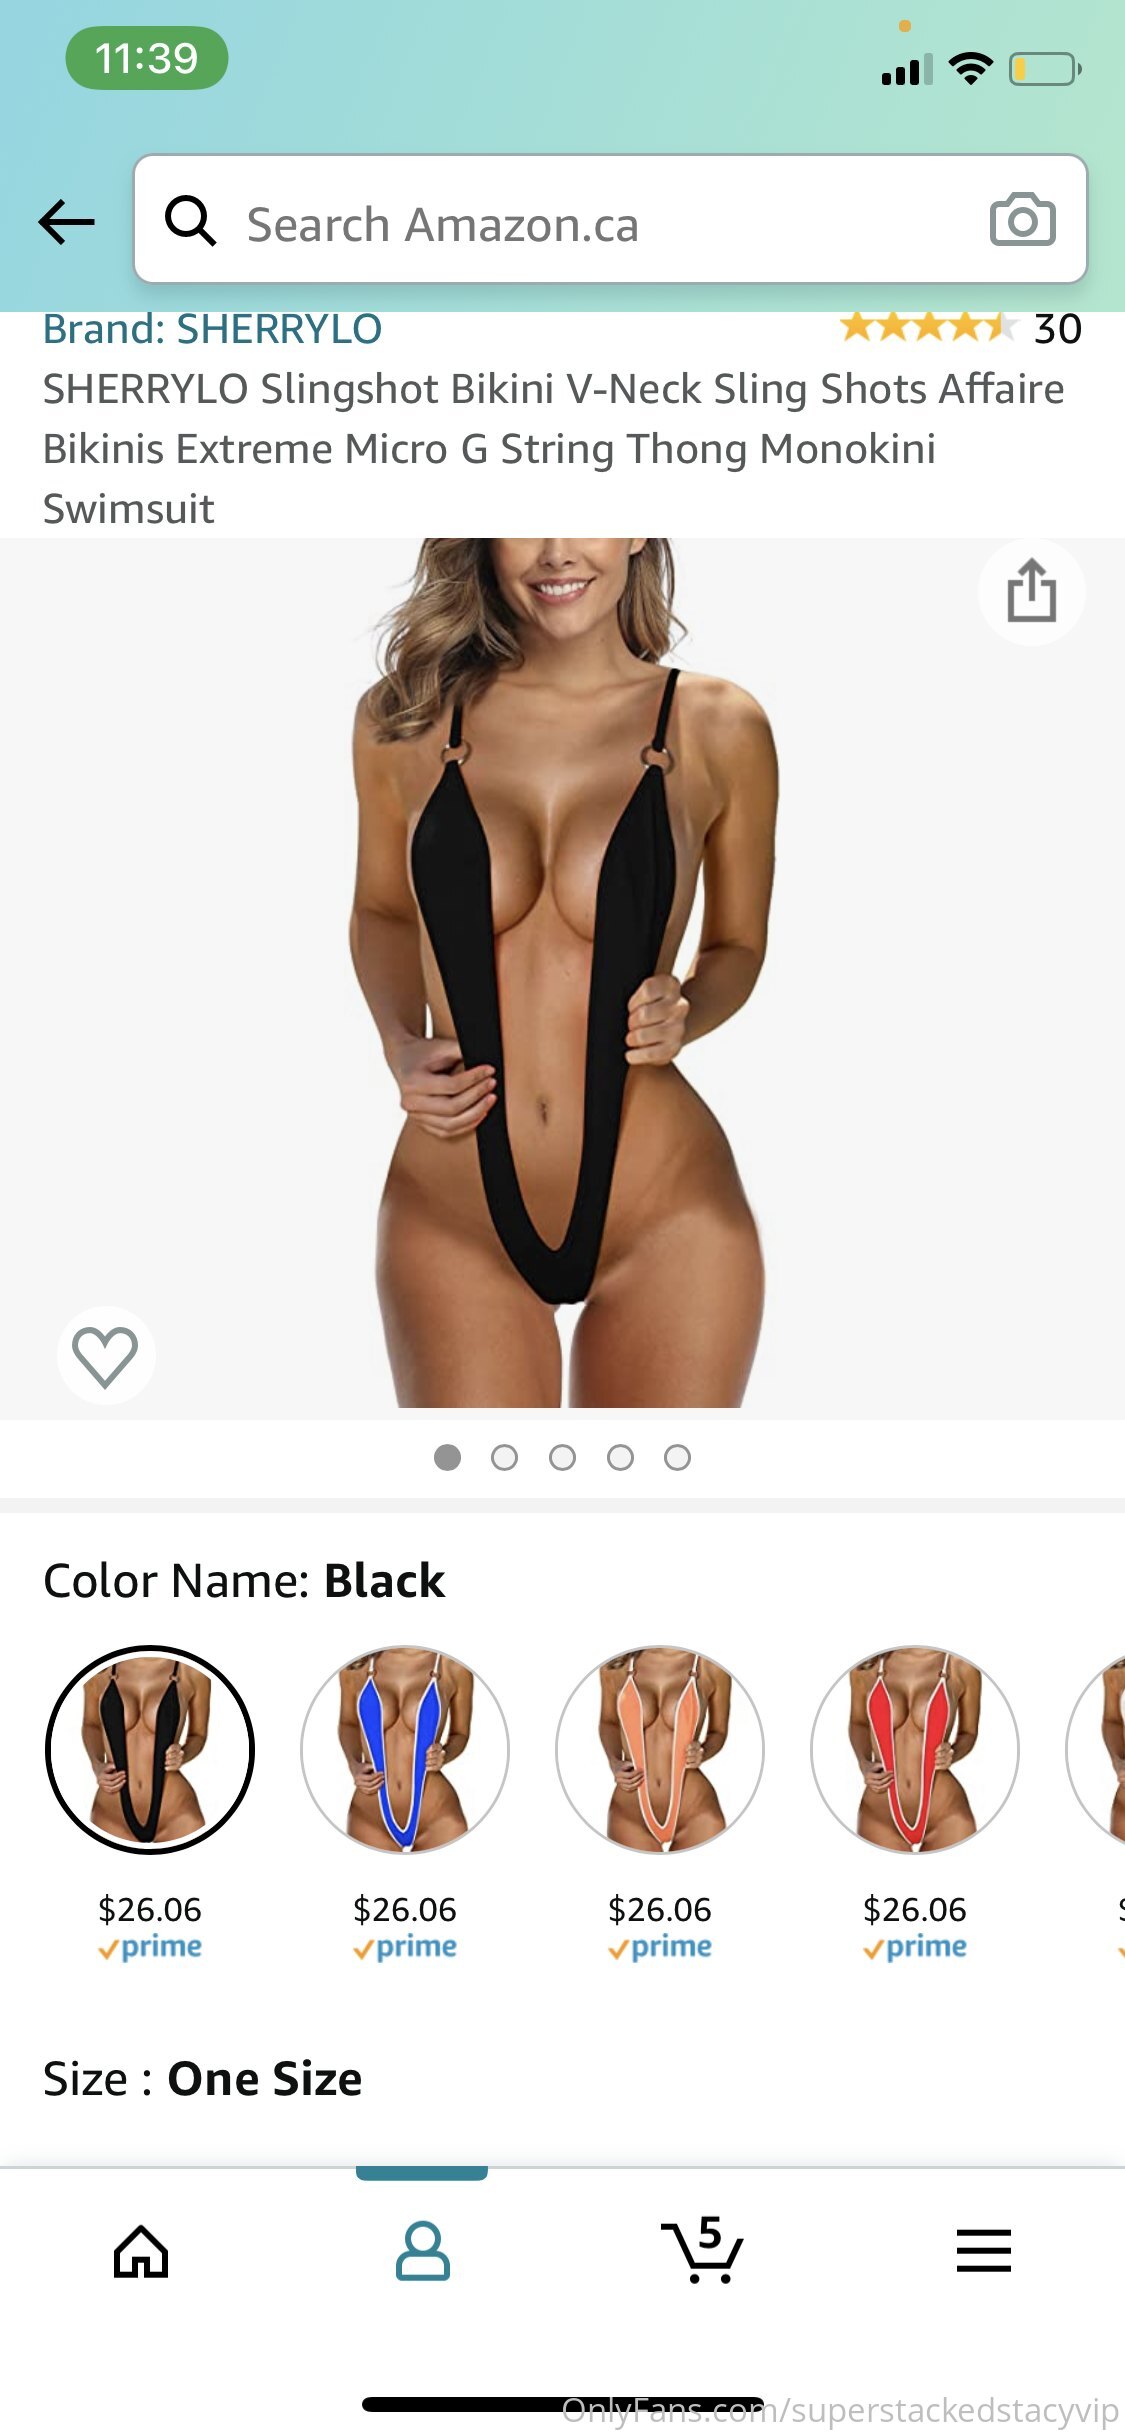 11:39
Search Amazon.ca
Brand: SHERRYLO
30
SHERRYLO Slingshot Bikini V-Neck Sling Shots Affaire
Bikinis Extreme Micro G String Thong Monokini
Swimsuit
Color Name: Black
$26.06 $26.06 $26.06 $26.06
prime prime prime prime
Size : One Size
5
OnlyFans.com/superstackedstacyvip